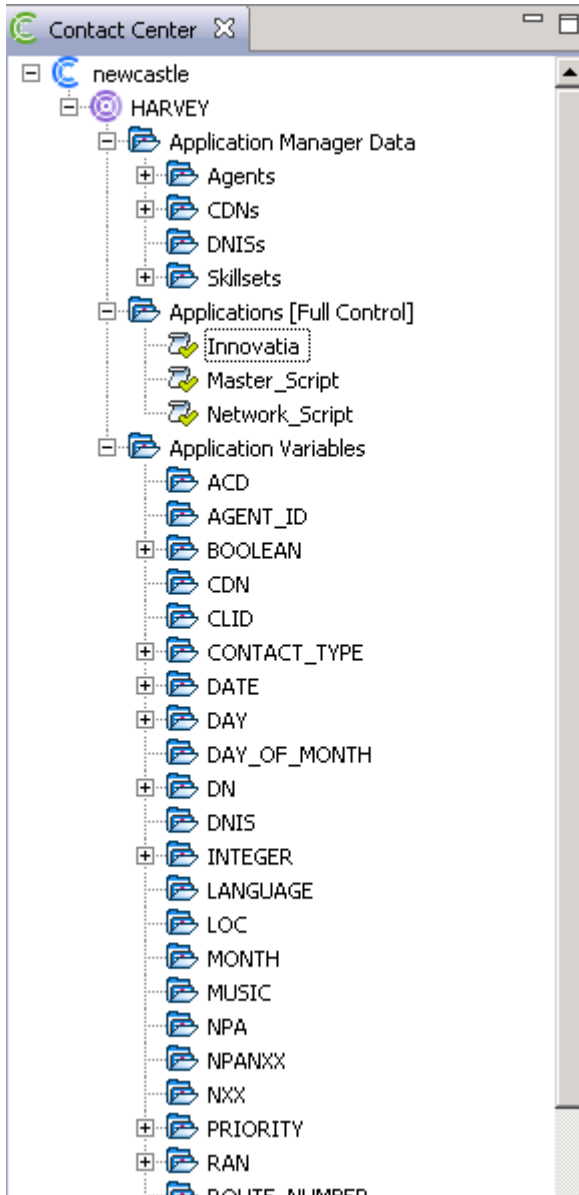 Contact Center
newcastle
HARVEY
Application Manager Data
Agents
CDNs
DNISs
Skillsets
Applications [Full Control]
Innovatia
Master_Script
Network_Script
Application Variables
ACD
AGENT_ID
BOOLEAN
CDN
CLID
CONTACT_TYPE
DATE
DAY
DAY_OF_MONTH
DN
DNIS
INTEGER
LANGUAGE
LOC
MONTH
MUSIC
NPA
NPANXX
NXX
PRIORITY
RAN
ROUTE_NUMBER